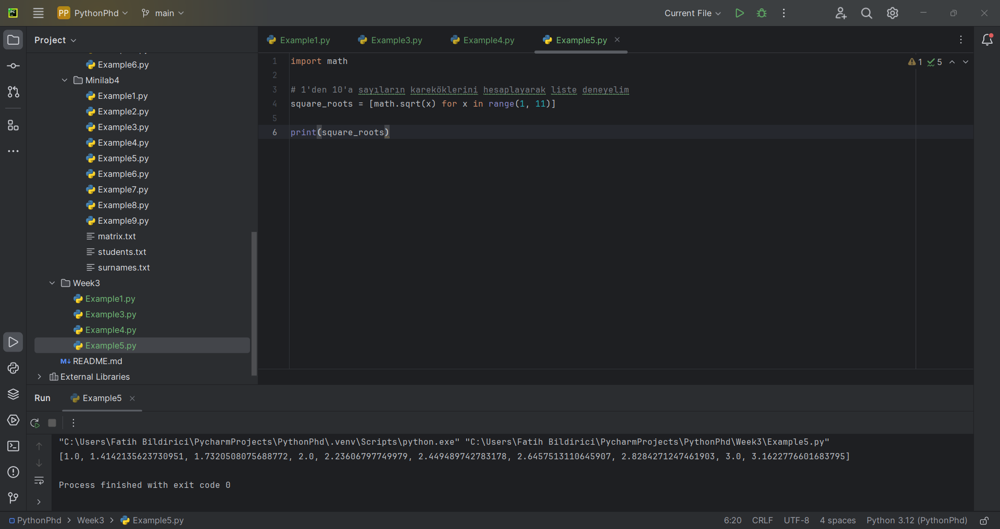 PC
PP PythonPhd
main
Current File
Project
Example6.py
Minilab4
Example1.py
Example2.py
Example3.py
Example4.py
Example5.py
Example6.py
Example7.py
Example8.py
Example9.py
matrix.txt
students.txt
surnames.txt
Week3
Example1.py
Example3.py
Example4.py
Example5.py
M↓ README.md
External Libraries
Example1.py
Example3.py
Example4.py
Example5.py
1 import math
2
3 # 1'den 10'a sayıların kareköklerini hesaplayarak liste deneyelim
4 square_roots = [math.sqrt(x) for x in range(1, 11)]
5
6 print(square_roots)
1 5
Run
Example5
"C:\Users\Fatih Bildirici\PycharmProjects\PythonPhd\.venv\Scripts\python.exe" "C:\Users\Fatih Bildirici\PycharmProjects\PythonPhd\Week3\Example5.py"
[1.0, 1.4142135623730951, 1.7320508075688772, 2.0, 2.23606797749979, 2.449489742783178, 2.6457513110645907, 2.8284271247461903, 3.0, 3.1622776601683795]
Process finished with exit code 0
PythonPhd > Week3 > Example5.py
6:20 CRLF UTF-8 4 spaces Python 3.12 (PythonPhd)